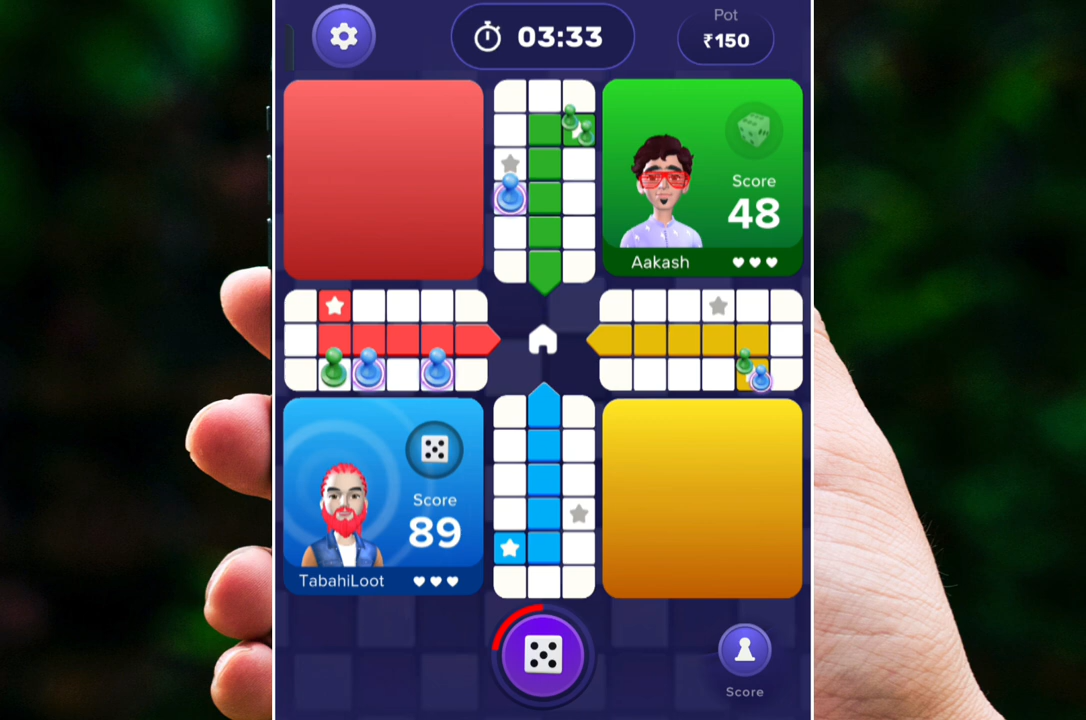 03:33
Pot
₹150
Score
48
Aakash
Score
89
TabahiLoot
Score